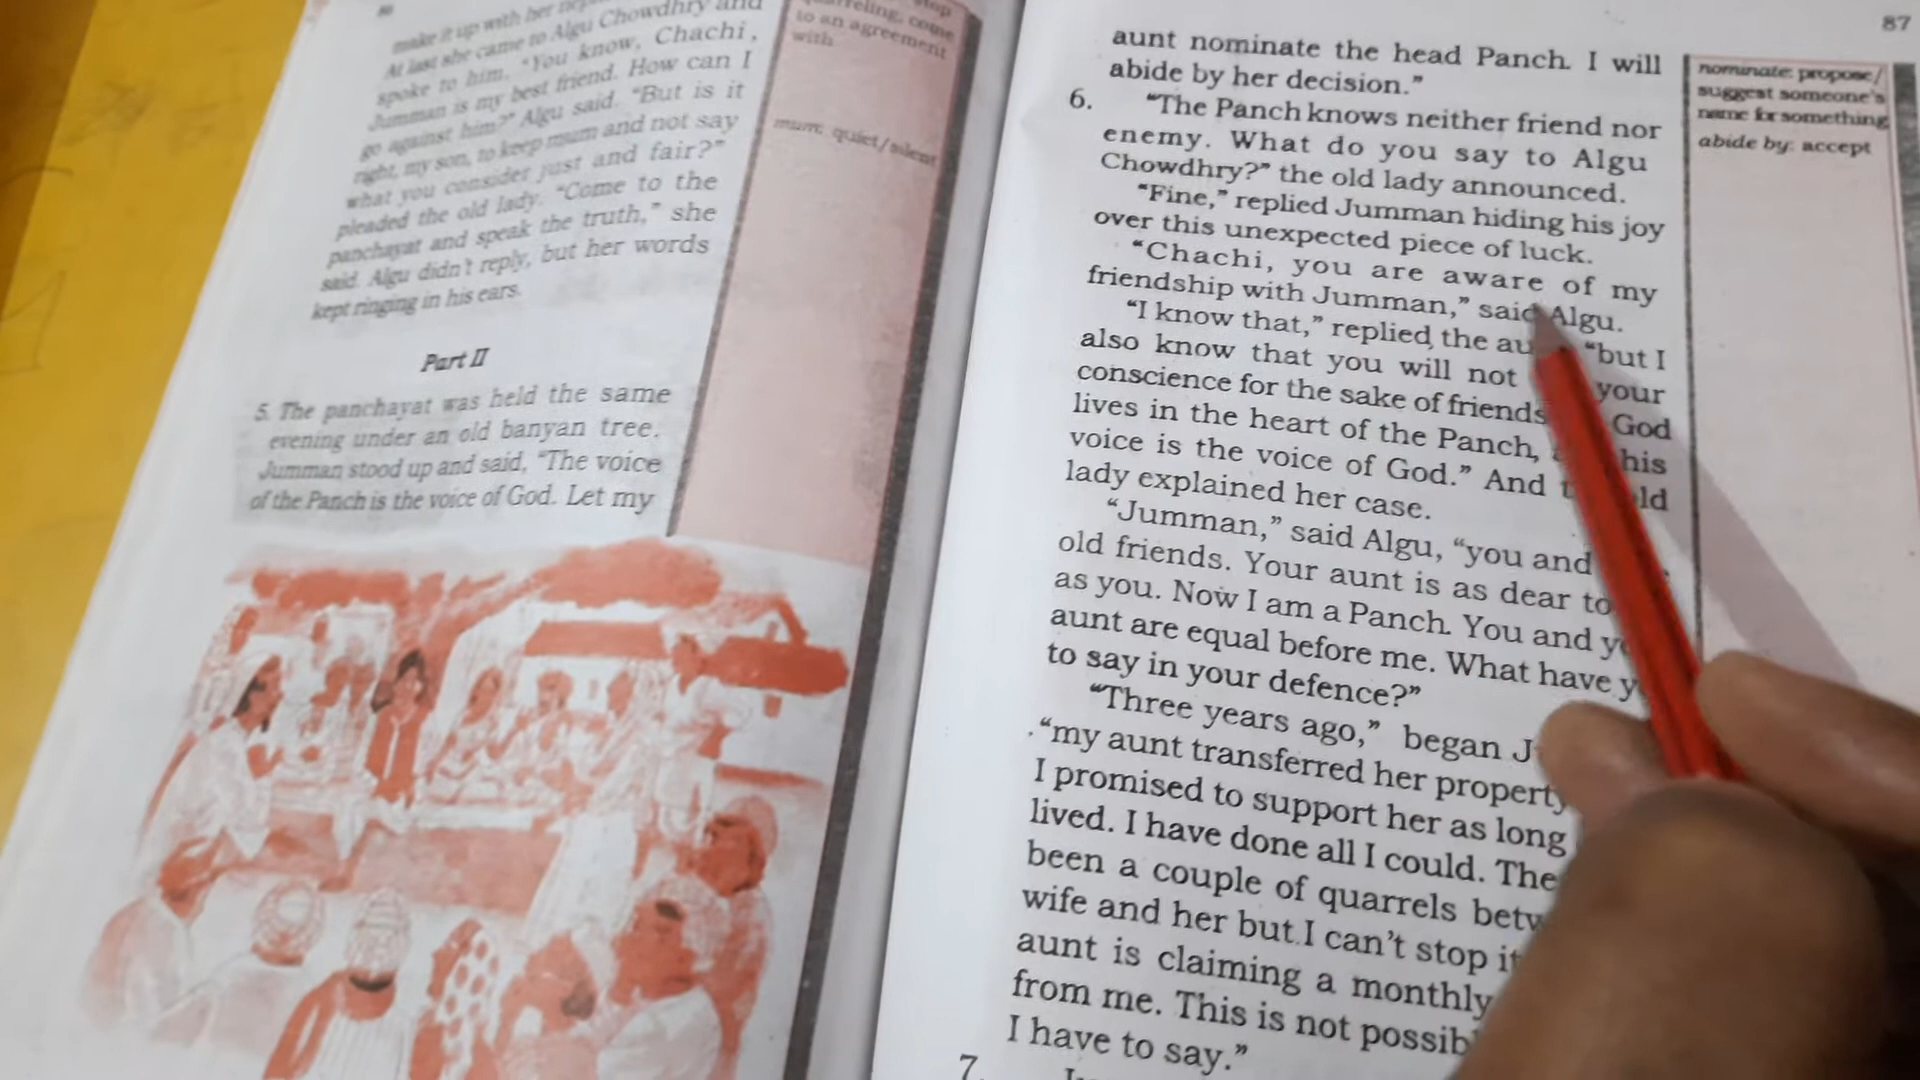 make it up with her
At last she came to Algu Chowdhry and
spoke to him. “You know, Chachi,
Jumman is my best friend. How can I
go against him?” Algu said. “But is it
right, my son, to keep mum and not say
what you consider just and fair?”
pleaded the old lady. “Come to the
panchayat and speak the truth,” she
said. Algu didn't reply, but her words
kept ringing in his ears.
Part II
5. The panchayat was held the same
evening under an old banyan tree.
Jumman stood up and said, “The voice
of the Panch is the voice of God. Let my
come
to an agreement
with
mum: quiet/silent
87
aunt nominate the head Panch. I will
abide by her decision.”
6. “The Panch knows neither friend nor
enemy. What do you say to Algu
Chowdhry?” the old lady announced.
“Fine,” replied Jumman hiding his joy
over this unexpected piece of luck.
“Chachi, you are aware of my
friendship with Jumman,” said Algu.
“I know that,” replied the “but I
also know that you will not your
conscience for the sake of God
lives in the heart of the Panch, his
voice is the voice of God.” And
lady explained her case.
“Jumman,” said Algu, “you and
old friends. Your aunt is as dear to
as you. Now I am a Panch. You and
aunt are equal before me. What have
to say in your defence?”
“Three years ago,” began
“my aunt transferred her property
I promised to support her as long
lived. I have done all I could.
been a couple of quarrels
wife and her but I can't stop
aunt is claiming a monthly
from me. This is not
I have to say.”
7.
nominate: propose/
suggest someone's
name for something
abide by: accept